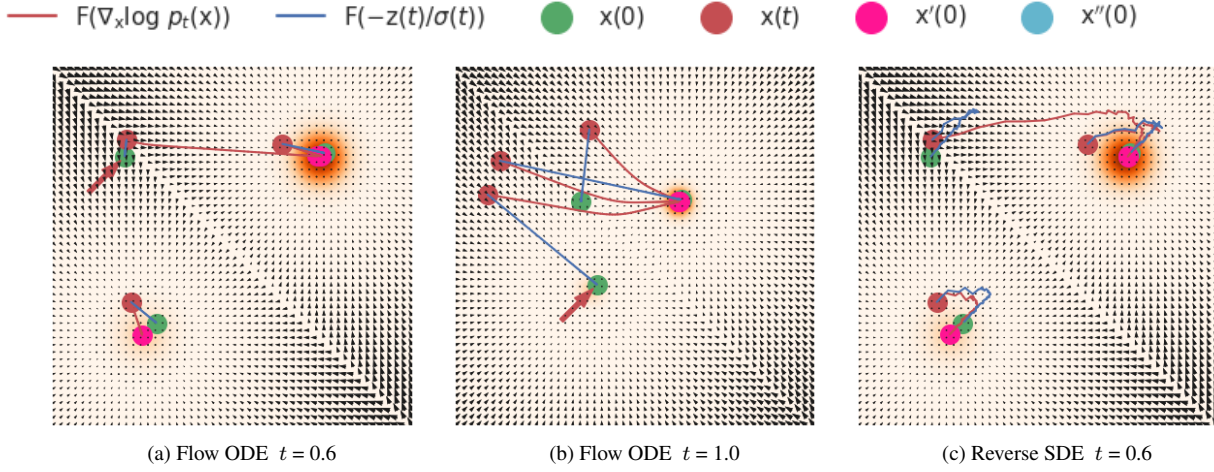 F(∇ₓlog pₜ(x)) F(−z(t)/σ(t)) x(0) x(t) x′(0) x′′(0)
(a) Flow ODE t = 0.6 (b) Flow ODE t = 1.0 (c) Reverse SDE t = 0.6